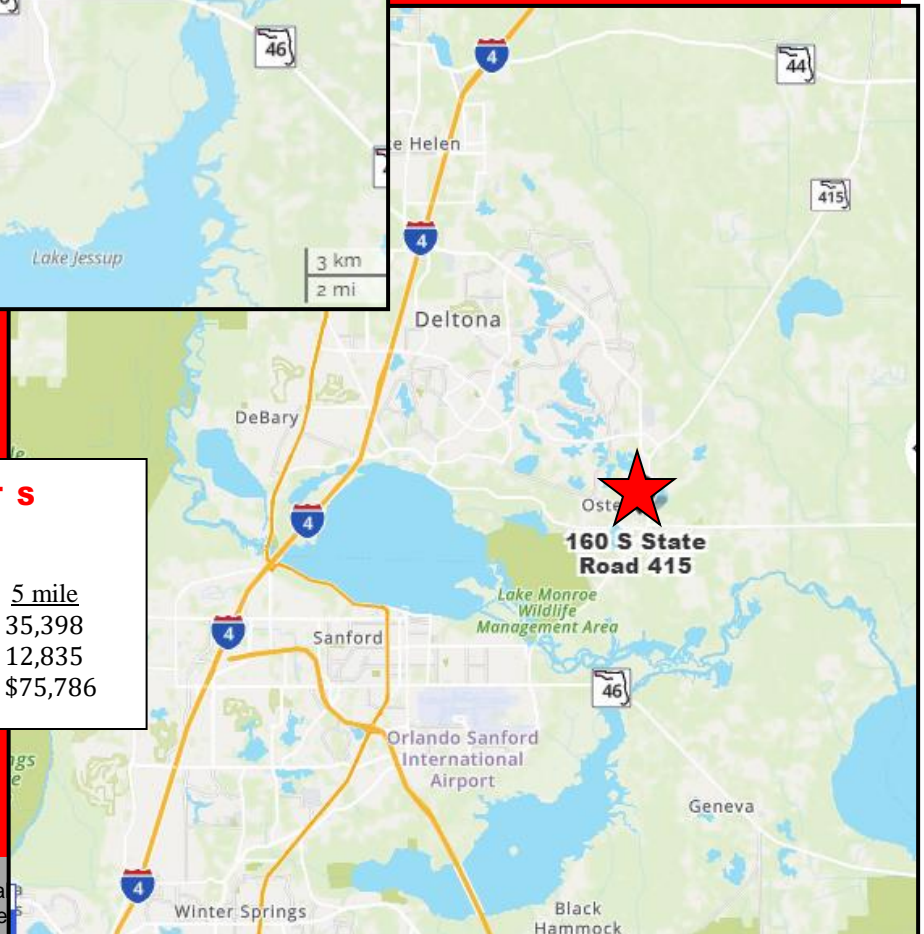 46
Lake Jessup
3 km
2 mi
4
44
e Helen
415
4
Deltona
DeBary
r s
5 mile
35,398
12,835
$75,786
4
Oste
160 S State
Road 415
Lake Monroe
Wildlife
Management Area
4
Sanford
46
Orlando Sanford
International
Airport
Geneva
4
Winter Springs
Black
Hammock